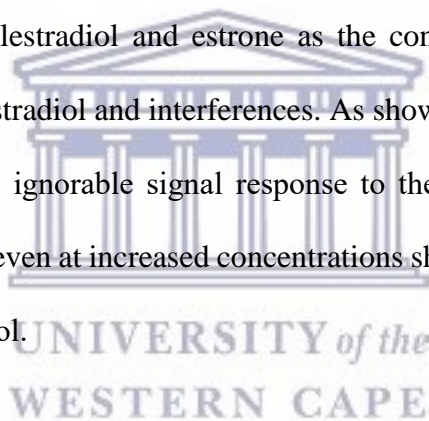 lestradiol and estrone as the con
stradiol and interferences. As show
ignorable signal response to the
even at increased concentrations sh
ol.
UNIVERSITY of the
WESTERN CAPE